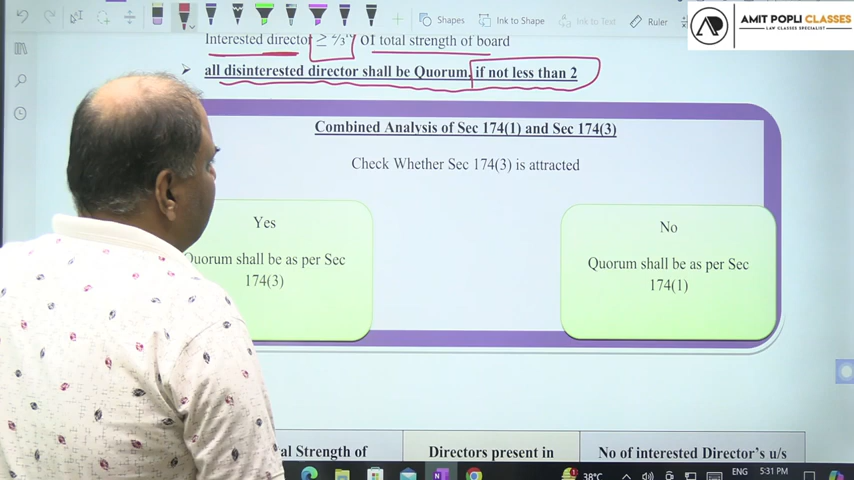 Shapes
Ink to Shape
Ink to Text
Ruler
AMIT POPLI CLASSES
LAW CLASSES SPECIALIST
Interested director ≥ 2/3rd Of total strength of board
➤ all disinterested director shall be Quorum, if not less than 2
Combined Analysis of Sec 174(1) and Sec 174(3)
Check Whether Sec 174(3) is attracted
Yes
Quorum shall be as per Sec
174(3)
No
Quorum shall be as per Sec
174(1)
al Strength of
Directors present in
No of interested Director's u/s
38°C
ENG
5:31 PM